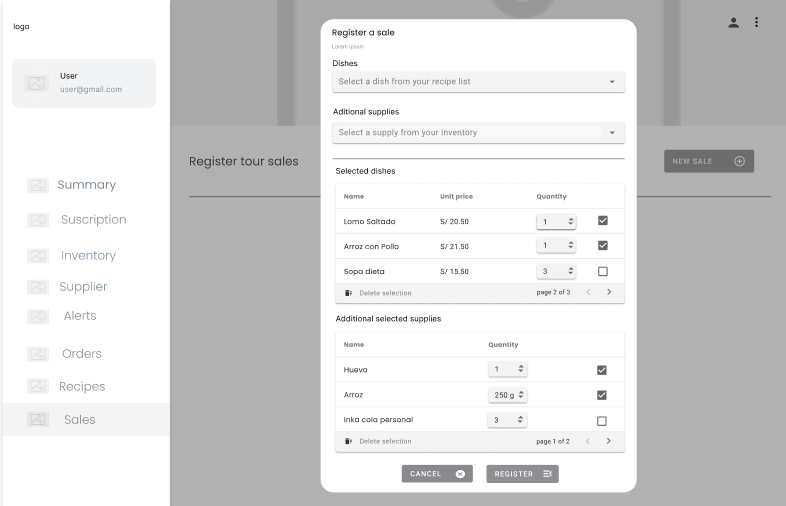 logo
User
user@gmail.com
Summary
Suscription
Inventory
Supplier
Alerts
Orders
Recipes
Sales
Register tour sales
NEW SALE
Register a sale
Lorem ipsum
Dishes
Select a dish from your recipe list
Aditional supplies
Select a supply from your inventory
Selected dishes
Name Unit price Quantity
Lomo Saltado S/ 20.50 1
Arroz con Pollo S/ 21.50 1
Sopa dieta S/ 15.50 3
Delete selection page 2 of 3
Additional selected supplies
Name Quantity
Huevo 1
Arroz 250 g
Inka cola personal 3
Delete selection page 1 of 2
CANCEL REGISTER